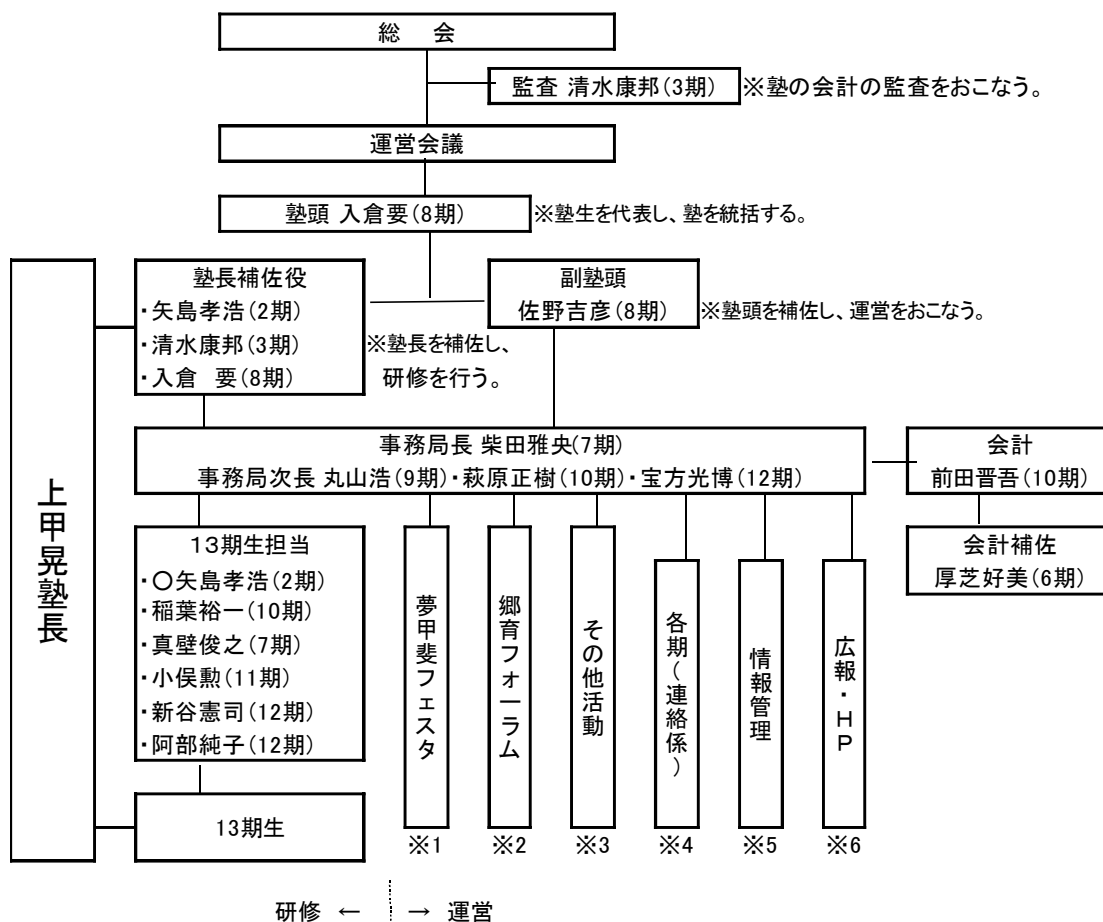 総　会
監査 清水康邦(3期)　※塾の会計の監査をおこなう。
運営会議
塾頭 入倉要(8期)　※塾生を代表し、塾を統括する。
塾長補佐役
・矢島孝浩(2期)
・清水康邦(3期)
・入倉　要(8期)
※塾長を補佐し、
研修を行う。
副塾頭
佐野吉彦(8期)
※塾頭を補佐し、運営をおこなう。
上甲晃塾長
事務局長 柴田雅央(7期)
事務局次長 丸山浩(9期)・萩原正樹(10期)・宝方光博(12期)
会計
前田晋吾(10期)
会計補佐
厚芝好美(6期)
13期生担当
・〇矢島孝浩(2期)
・稲葉裕一(10期)
・真壁俊之(7期)
・小俣勲(11期)
・新谷憲司(12期)
・阿部純子(12期)
13期生
夢甲斐フェスタ
郷育フォーラム
その他活動
各期(連絡係)
情報管理
広報・HP
※1
※2
※3
※4
※5
※6
研修 ← → 運営